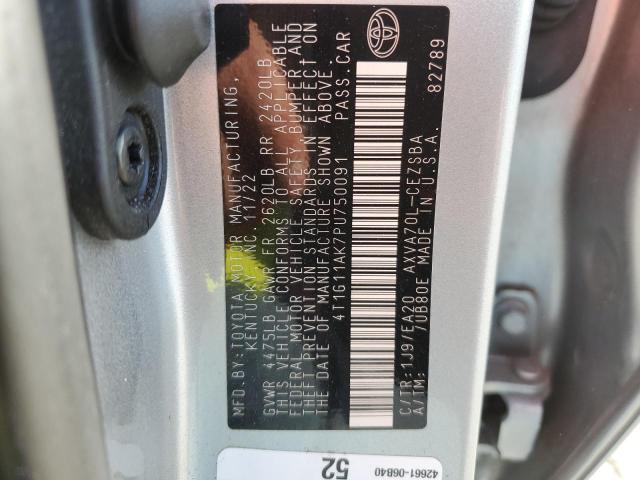 MFD.BY:TOYOTA MOTOR MANUFACTURING,
KENTUCKY, INC. 11/22
GVWR 4475LB GAWR FR 2620LB RR 2420LB
THIS VEHICLE CONFORMS TO ALL APPLICABLE
FEDERAL MOTOR VEHICLE SAFETY,BUMPER,AND
THEFT PREVENTION STANDARDS IN EFFECT ON
THE DATE OF MANUFACTURE SHOWN ABOVE.
4T1G11AK7PU750091 PASS.CAR
C/TR:1J9/EA20 AXVA70L-CEZSBA
A/TM: /UB80E MADE IN U.S.A. 82789
TOYOTA
42661-06B40
52